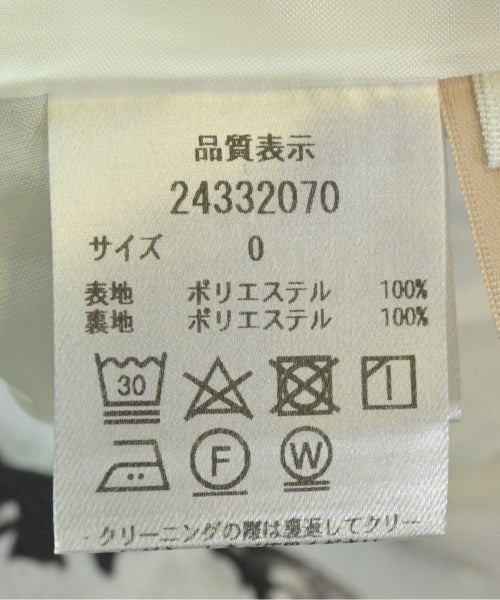 品質表示
24332070
サイズ 0
表地 ポリエステル 100%
裏地 ポリエステル 100%
30
F W
クリーニングの際は裏返してクリー